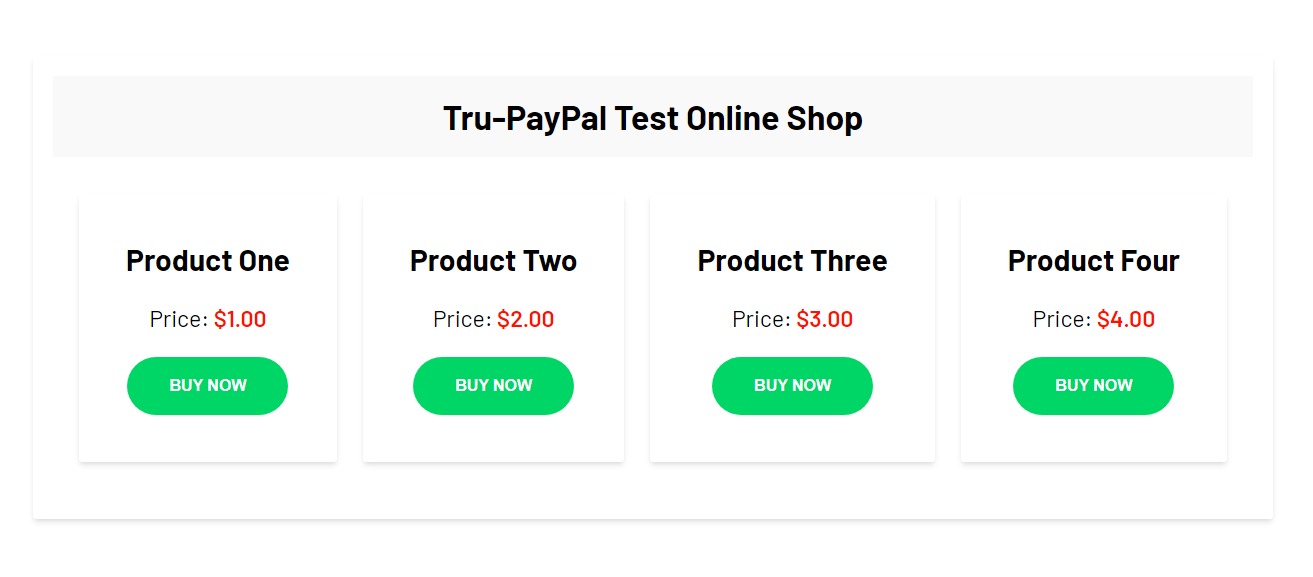 Tru-PayPal Test Online Shop
Product One
Price: $1.00
BUY NOW
Product Two
Price: $2.00
BUY NOW
Product Three
Price: $3.00
BUY NOW
Product Four
Price: $4.00
BUY NOW